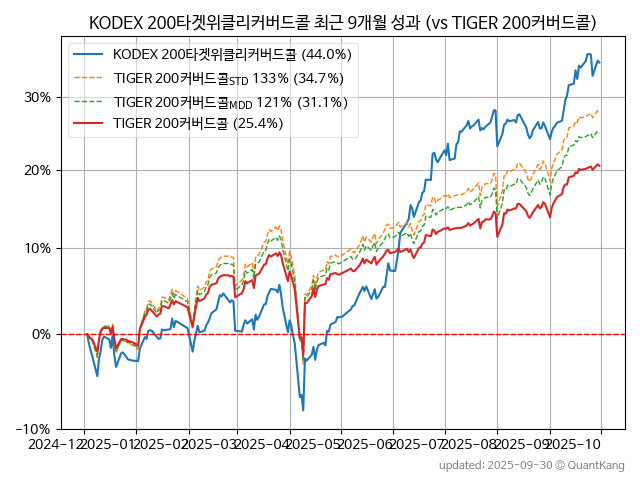 KODEX 200타겟위클리커버드콜 최근 9개월 성과 (vs TIGER 200커버드콜)
KODEX 200타겟위클리커버드콜 (44.0%)
TIGER 200커버드콜STD 133% (34.7%)
TIGER 200커버드콜MDD 121% (31.1%)
TIGER 200커버드콜 (25.4%)
30%
20%
10%
0%
-10%
2024-12 2025-01 2025-02 2025-03 2025-04 2025-05 2025-06 2025-07 2025-08 2025-09 2025-10
updated: 2025-09-30 © QuantKang